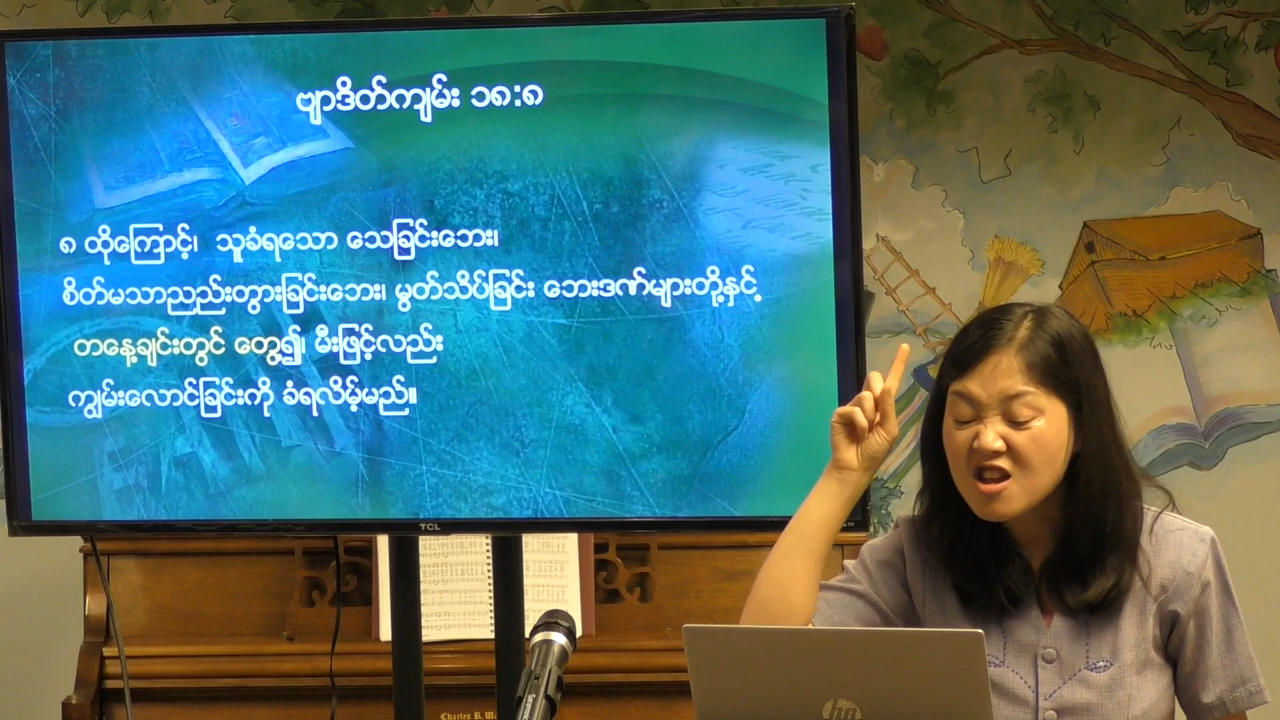 ဗျာဒိတ်ကျမ်း ၁၈:၈
၈ ထိုကြောင့်၊ သူခံရသော သေခြင်းဘေး၊
စိတ်မသာညည်းတွားခြင်းဘေး၊ မွတ်သိပ်ခြင်း ဘေးဒဏ်များတို့နှင့်
တနေ့ချင်းတွင် တွေ့၍၊ မီးဖြင့်လည်း
ကျွမ်းလောင်ခြင်းကို ခံရလိမ့်မည်။
TCL
hp
Charles R. W